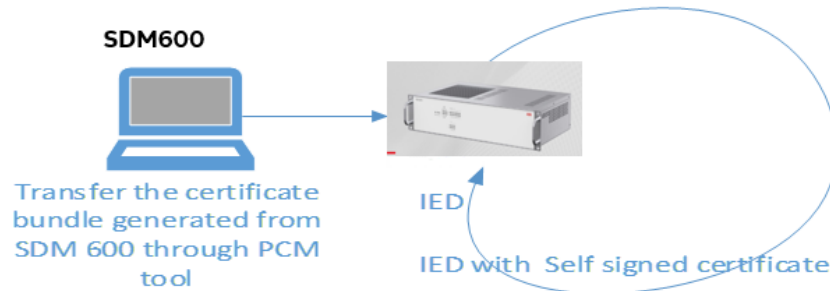 SDM600
Transfer the certificate
bundle generated from
SDM 600 through PCM
tool
IED
IED with Self signed certificate